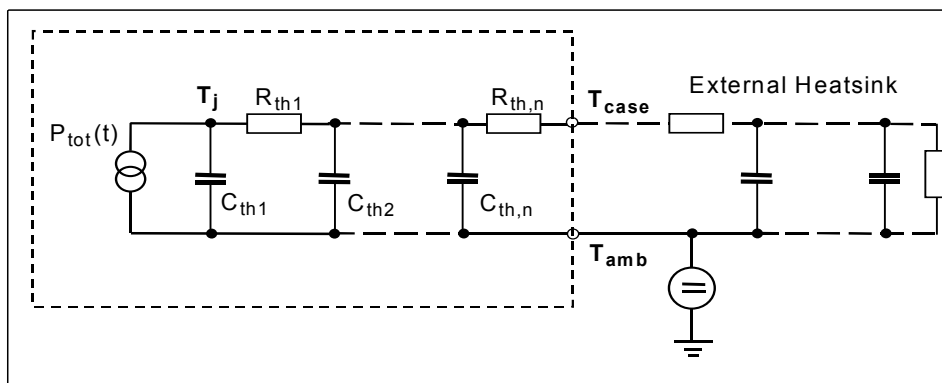 T_j
R_th1
R_th,n
T_case
External Heatsink
P_tot(t)
C_th1
C_th2
C_th,n
T_amb